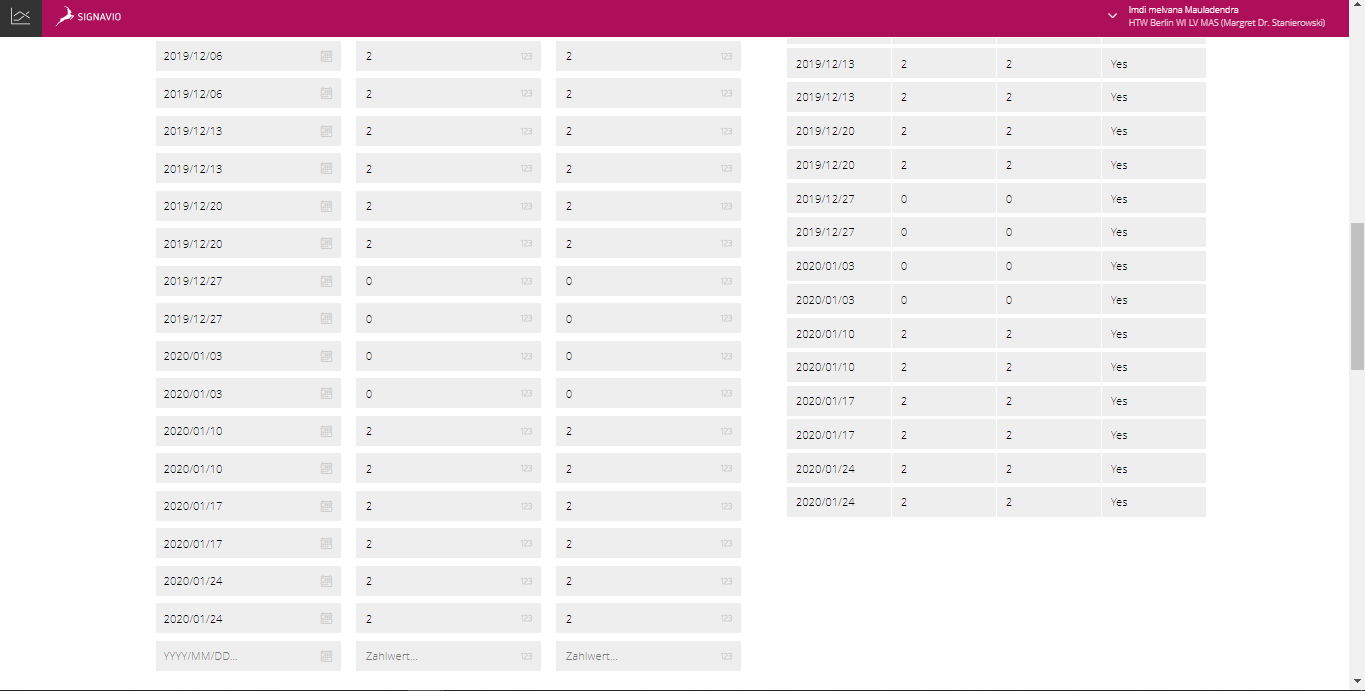 SIGNAVIO
Imdi melvana Mauladendra
HTW Berlin WI LV MAS (Margret Dr. Stanierowski)
2019/12/06 2 123 2 123
2019/12/06 2 123 2 123
2019/12/13 2 123 2 123
2019/12/13 2 123 2 123
2019/12/20 2 123 2 123
2019/12/20 2 123 2 123
2019/12/27 0 123 0 123
2019/12/27 0 123 0 123
2020/01/03 0 123 0 123
2020/01/03 0 123 0 123
2020/01/10 2 123 2 123
2020/01/10 2 123 2 123
2020/01/17 2 123 2 123
2020/01/17 2 123 2 123
2020/01/24 2 123 2 123
2020/01/24 2 123 2 123
YYYY/MM/DD... Zahlwert... 123 Zahlwert... 123
2019/12/13 2 2 Yes
2019/12/13 2 2 Yes
2019/12/20 2 2 Yes
2019/12/20 2 2 Yes
2019/12/27 0 0 Yes
2019/12/27 0 0 Yes
2020/01/03 0 0 Yes
2020/01/03 0 0 Yes
2020/01/10 2 2 Yes
2020/01/10 2 2 Yes
2020/01/17 2 2 Yes
2020/01/17 2 2 Yes
2020/01/24 2 2 Yes
2020/01/24 2 2 Yes